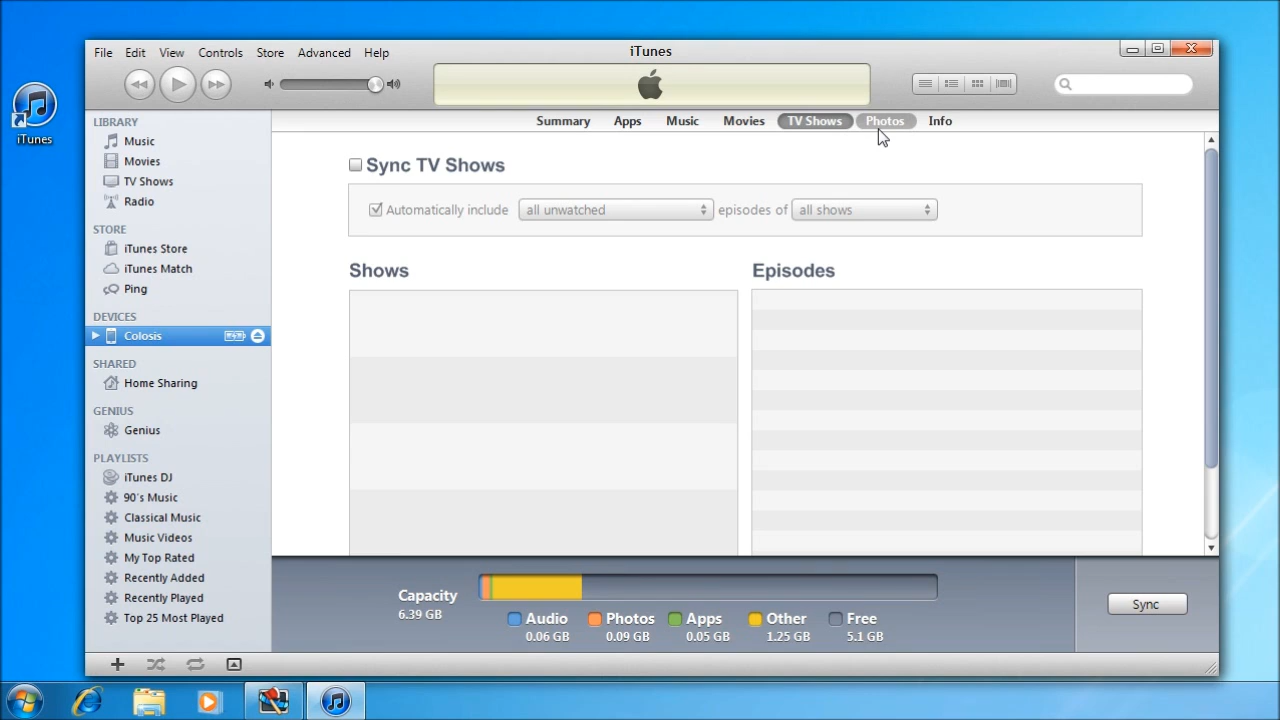 iTunes
File Edit View Controls Store Advanced Help
iTunes
Summary Apps Music Movies TV Shows Photos Info
LIBRARY
Music
Movies
TV Shows
Radio
STORE
iTunes Store
iTunes Match
Ping
DEVICES
Colosis
SHARED
Home Sharing
GENIUS
Genius
PLAYLISTS
iTunes DJ
90's Music
Classical Music
Music Videos
My Top Rated
Recently Added
Recently Played
Top 25 Most Played
Sync TV Shows
Automatically include all unwatched episodes of all shows
Shows Episodes
Capacity
6.39 GB
Audio Photos Apps Other Free
0.06 GB 0.09 GB 0.05 GB 1.25 GB 5.1 GB
Sync